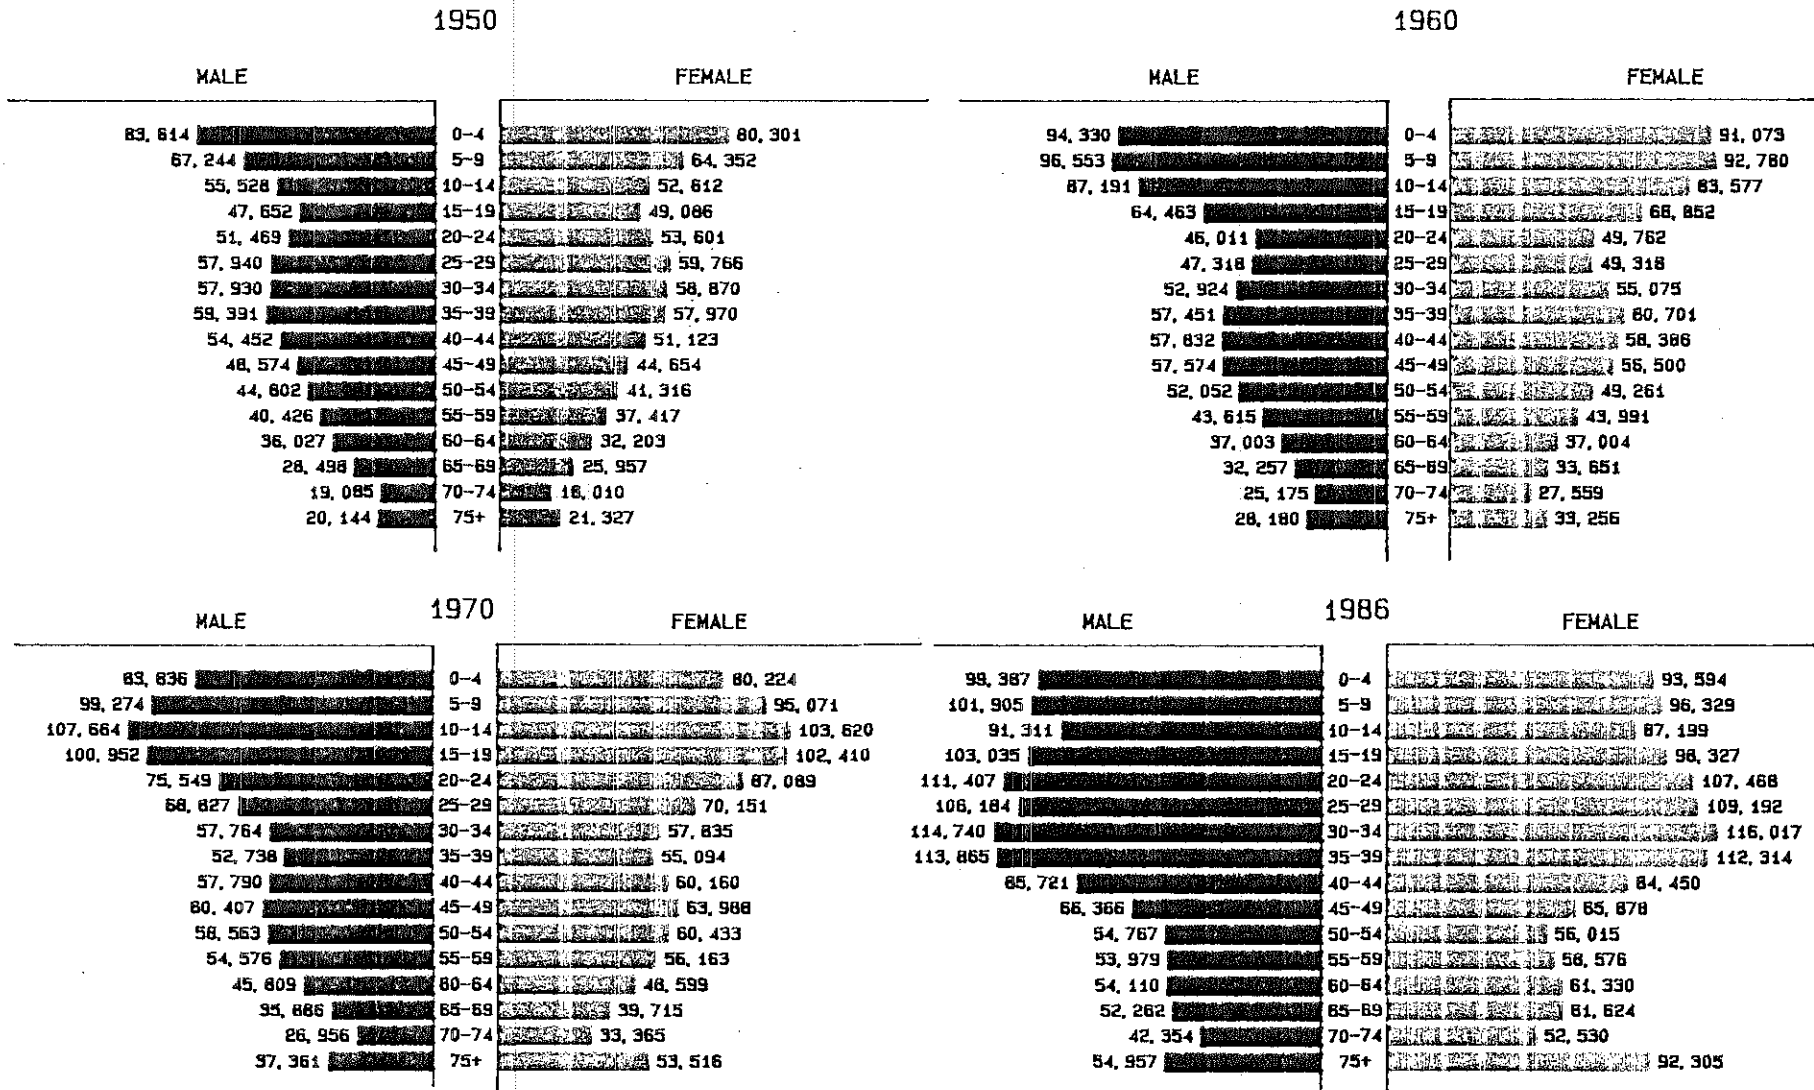 1950
MALE FEMALE
83,614 0-4 80,301
67,244 5-9 64,352
55,528 10-14 52,612
47,652 15-19 49,086
51,469 20-24 53,601
57,940 25-29 59,766
57,930 30-34 58,870
59,391 35-39 57,970
54,452 40-44 51,123
48,574 45-49 44,654
44,802 50-54 41,316
40,426 55-59 37,417
36,027 60-64 32,203
28,498 65-69 25,957
19,085 70-74 18,010
20,144 75+ 21,327
1960
MALE FEMALE
94,330 0-4 91,073
96,553 5-9 92,780
87,191 10-14 83,577
64,463 15-19 66,852
46,011 20-24 49,762
47,318 25-29 49,318
52,924 30-34 55,075
57,451 35-39 60,701
57,832 40-44 58,386
57,574 45-49 56,500
52,052 50-54 49,261
43,615 55-59 43,991
37,003 60-64 37,004
32,257 65-69 33,651
25,175 70-74 27,559
28,180 75+ 33,256
1970
MALE FEMALE
83,836 0-4 80,224
99,274 5-9 95,071
107,664 10-14 103,620
100,952 15-19 102,410
75,549 20-24 87,089
68,827 25-29 70,151
57,764 30-34 57,835
52,738 35-39 55,094
57,790 40-44 60,160
60,407 45-49 63,988
58,563 50-54 60,433
54,576 55-59 56,163
45,809 60-64 48,599
35,886 65-69 39,715
26,956 70-74 33,365
37,361 75+ 53,516
1986
MALE FEMALE
99,387 0-4 93,594
101,905 5-9 96,329
91,311 10-14 87,199
103,035 15-19 98,327
111,407 20-24 107,468
106,184 25-29 109,192
114,740 30-34 116,017
113,865 35-39 112,314
85,721 40-44 84,450
66,366 45-49 65,878
54,767 50-54 56,015
53,979 55-59 58,576
54,110 60-64 61,330
52,262 65-69 61,624
42,354 70-74 52,530
54,957 75+ 92,305